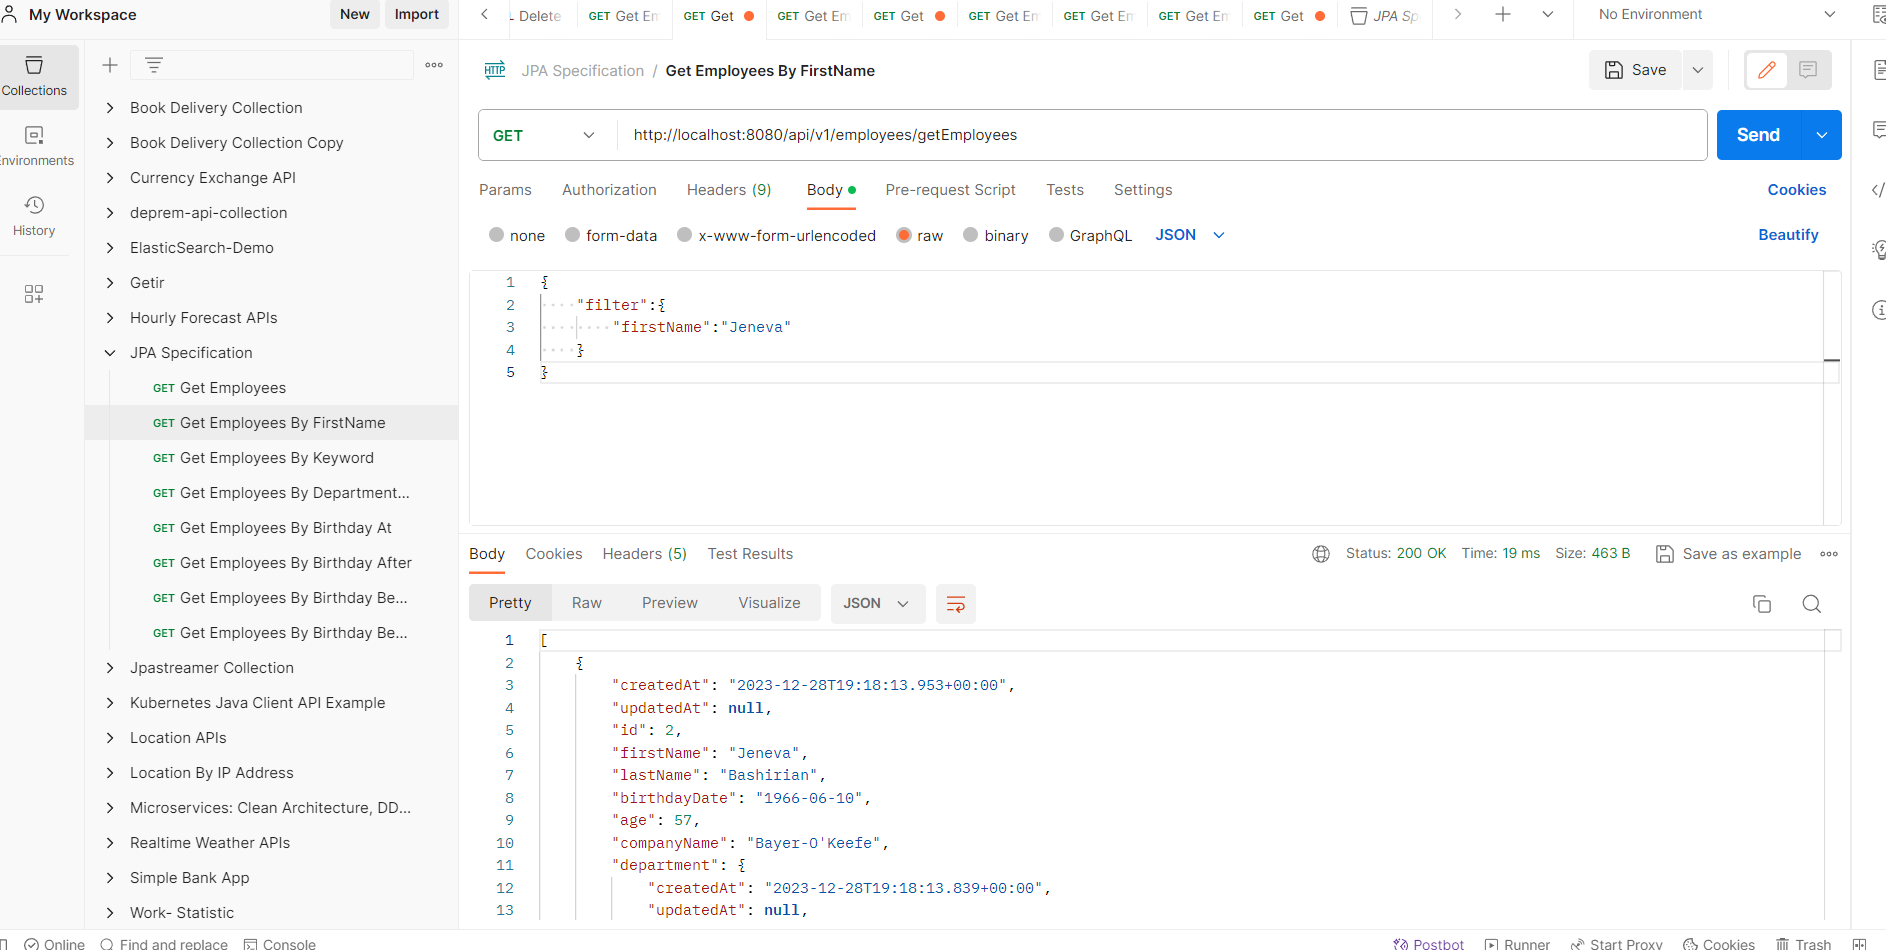 My Workspace
New
Import
Delete
GET Get Em
GET Get
GET Get Em
GET Get
GET Get Em
GET Get Em
GET Get Em
GET Get
JPA Sp
No Environment
Collections
Environments
History
Book Delivery Collection
Book Delivery Collection Copy
Currency Exchange API
deprem-api-collection
ElasticSearch-Demo
Getir
Hourly Forecast APIs
JPA Specification
GET Get Employees
GET Get Employees By FirstName
GET Get Employees By Keyword
GET Get Employees By Department...
GET Get Employees By Birthday At
GET Get Employees By Birthday After
GET Get Employees By Birthday Be...
GET Get Employees By Birthday Be...
Jpastreamer Collection
Kubernetes Java Client API Example
Location APIs
Location By IP Address
Microservices: Clean Architecture, DD...
Realtime Weather APIs
Simple Bank App
Work- Statistic
HTTP JPA Specification / Get Employees By FirstName
Save
GET http://localhost:8080/api/v1/employees/getEmployees
Send
Params Authorization Headers (9) Body Pre-request Script Tests Settings Cookies
none form-data x-www-form-urlencoded raw binary GraphQL JSON Beautify
1 {
2 "filter":{
3 "firstName":"Jeneva"
4 }
5 }
Body Cookies Headers (5) Test Results Status: 200 OK Time: 19 ms Size: 463 B Save as example
Pretty Raw Preview Visualize JSON
1 [
2 {
3 "createdAt": "2023-12-28T19:18:13.953+00:00",
4 "updatedAt": null,
5 "id": 2,
6 "firstName": "Jeneva",
7 "lastName": "Bashirian",
8 "birthdayDate": "1966-06-10",
9 "age": 57,
10 "companyName": "Bayer-O'Keefe",
11 "department": {
12 "createdAt": "2023-12-28T19:18:13.839+00:00",
13 "updatedAt": null,
Online Find and replace Console Postbot Runner Start Proxy Cookies Trash